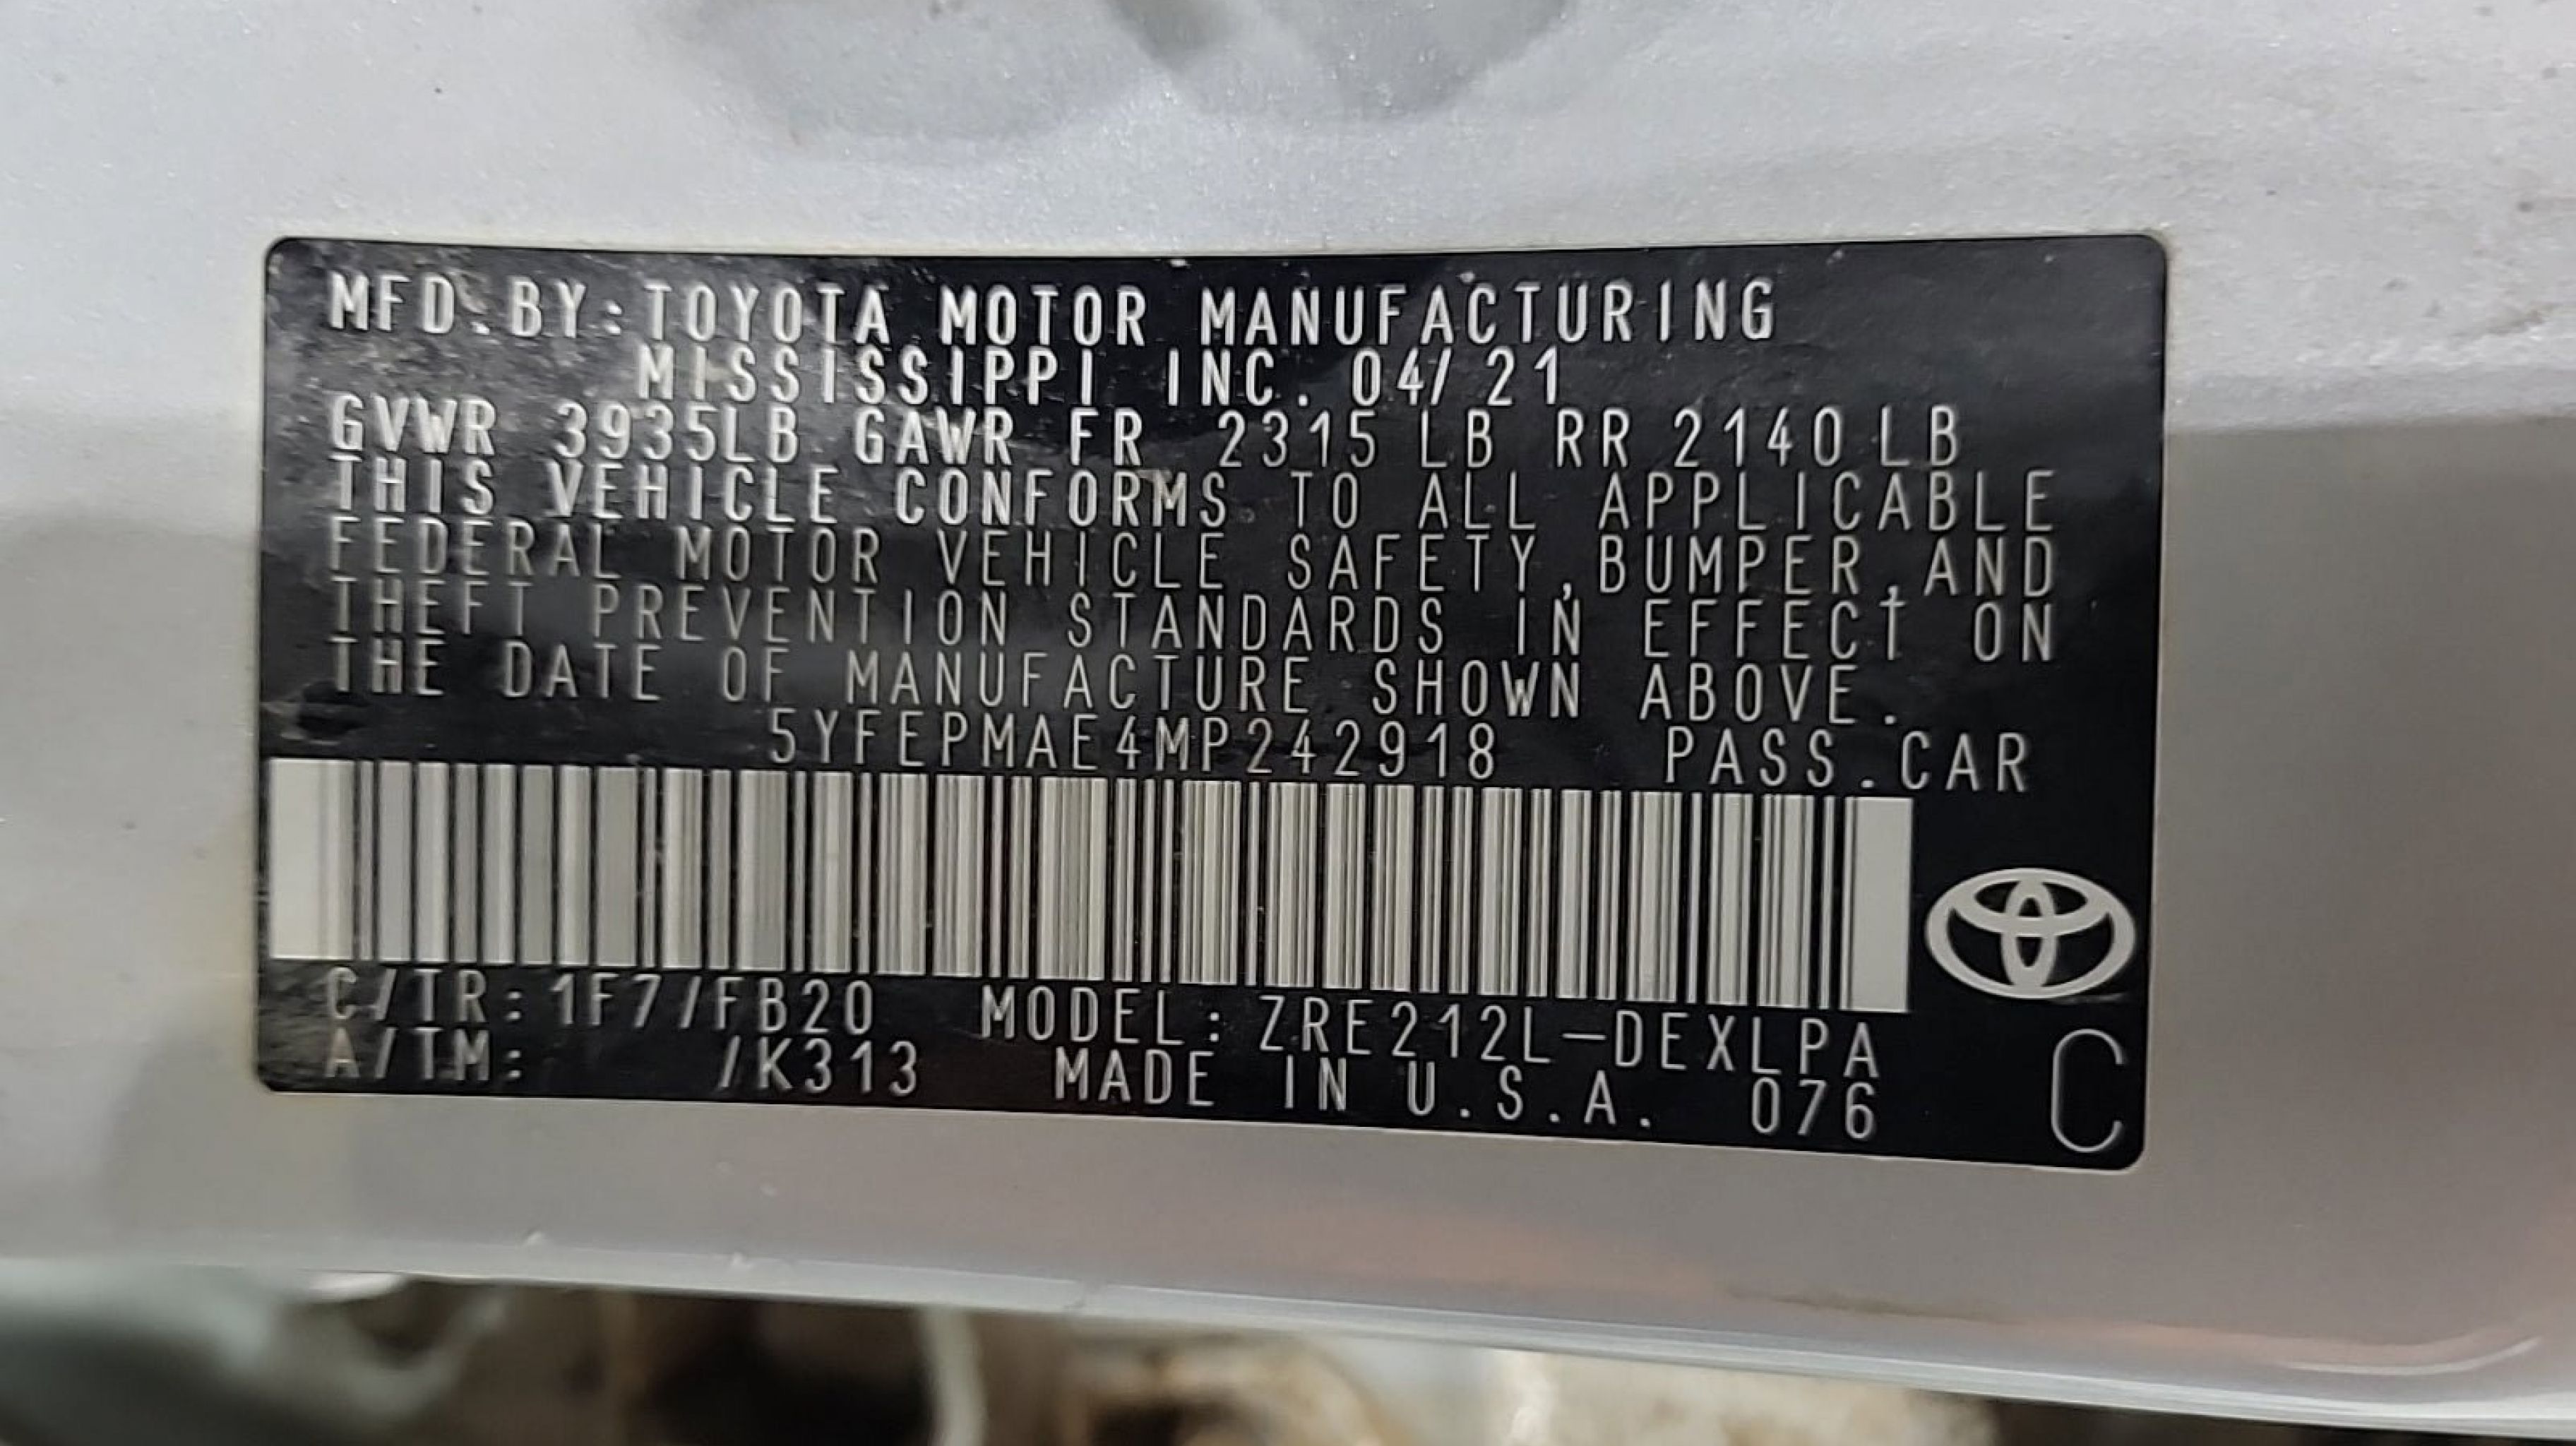 MFD.BY:TOYOTA MOTOR MANUFACTURING
MISSISSIPPI INC. 04/21
GVWR 3935LB GAWR FR 2315 LB RR 2140 LB
THIS VEHICLE CONFORMS TO ALL APPLICABLE
FEDERAL MOTOR VEHICLE SAFETY,BUMPER,AND
THEFT PREVENTION STANDARDS IN EFFECT ON
THE DATE OF MANUFACTURE SHOWN ABOVE.
5YFEPMAE4MP242918 PASS.CAR
C/TR:1F7/FB20 MODEL:ZRE212L-DEXLPA
A/TM: /K313 MADE IN U.S.A. 076
C